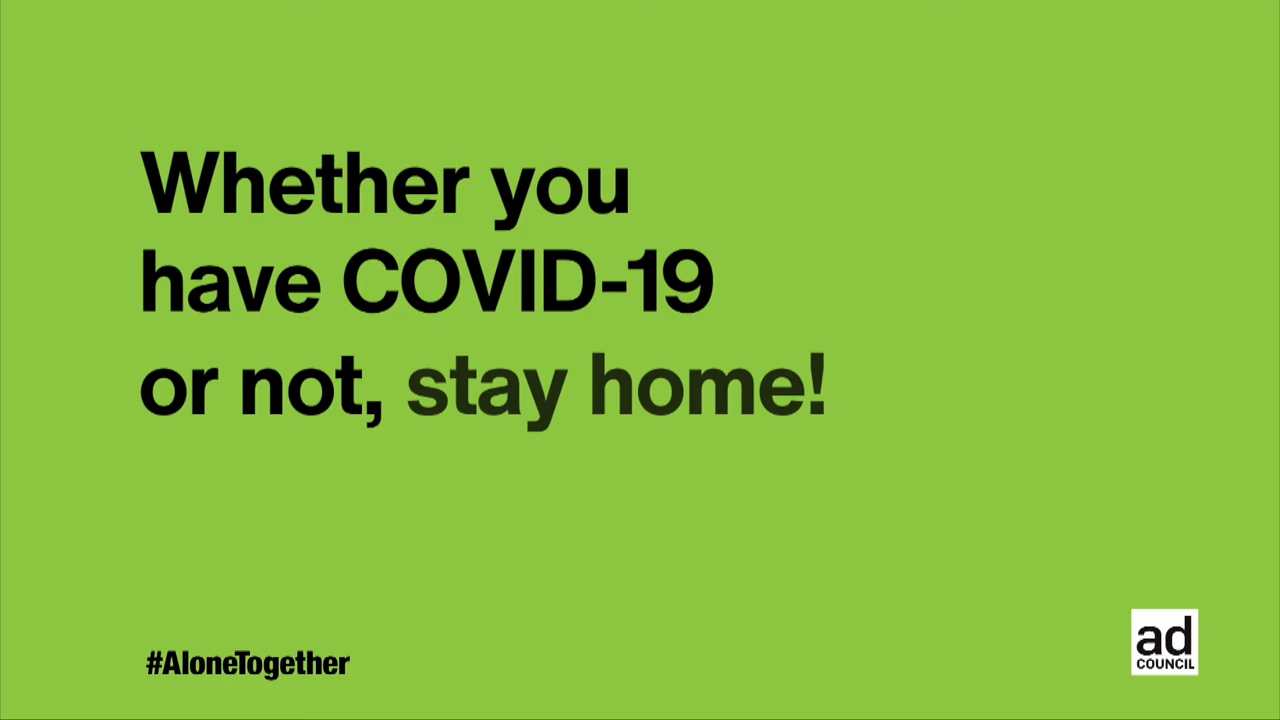 Whether you
have COVID-19
or not, stay home!
#AloneTogether
ad
COUNCIL